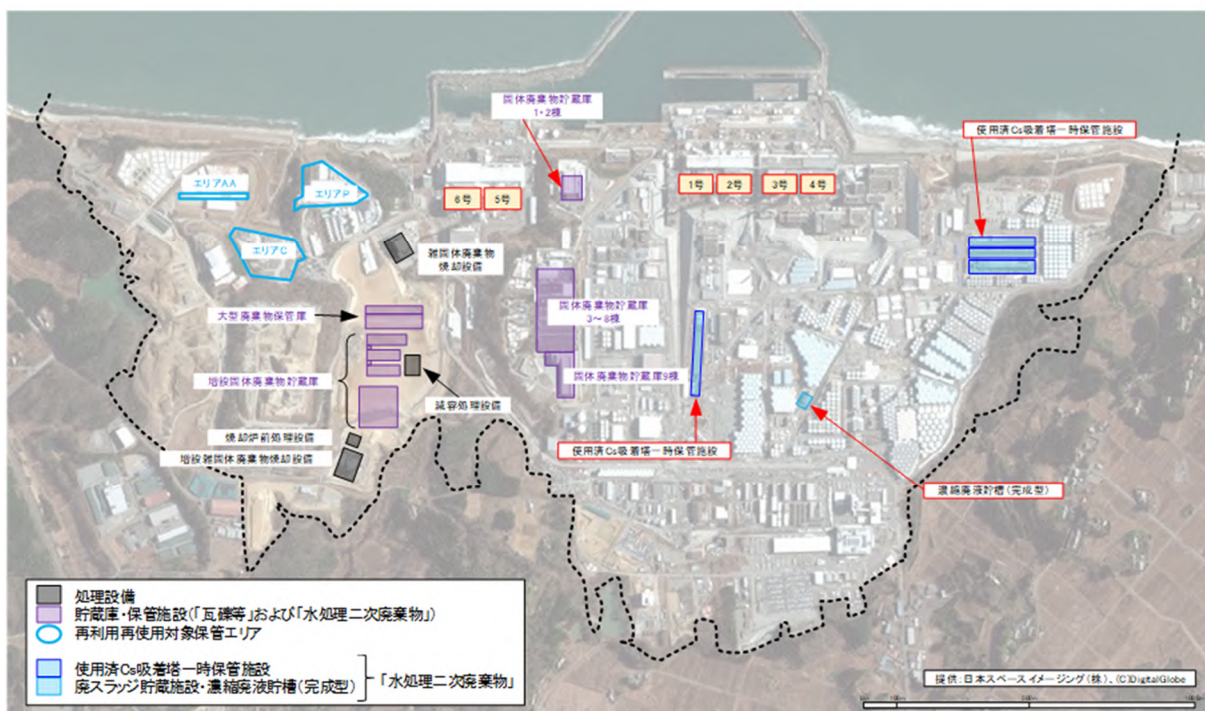 固体廃棄物貯蔵庫
1・2棟
使用済Cs吸着塔一時保管施設
エリアAA
エリアP
6号
5号
1号
2号
3号
4号
エリアC
雑固体廃棄物
焼却設備
大型廃棄物保管庫
固体廃棄物貯蔵庫
3～8棟
増設固体廃棄物貯蔵庫
固体廃棄物貯蔵庫9棟
減容処理設備
焼却炉前処理設備
増設雑固体廃棄物焼却設備
使用済Cs吸着塔一時保管施設
濃縮廃液貯槽(完成型)
処理設備
貯蔵庫・保管施設(「瓦礫等」および「水処理二次廃棄物」)
再利用再使用対象保管エリア
使用済Cs吸着塔一時保管施設
廃スラッジ貯蔵施設・濃縮廃液貯槽(完成型)
「水処理二次廃棄物」
提供:日本スペースイメージング(株)、(C)DigitalGlobe